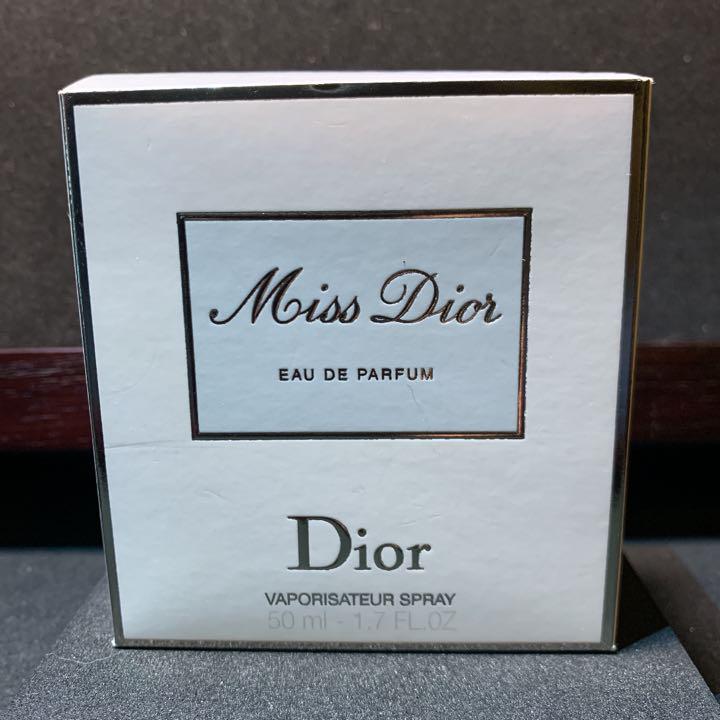 Miss Dior
EAU DE PARFUM
Dior
VAPORISATEUR SPRAY
50 ml - 1.7 FL.OZ